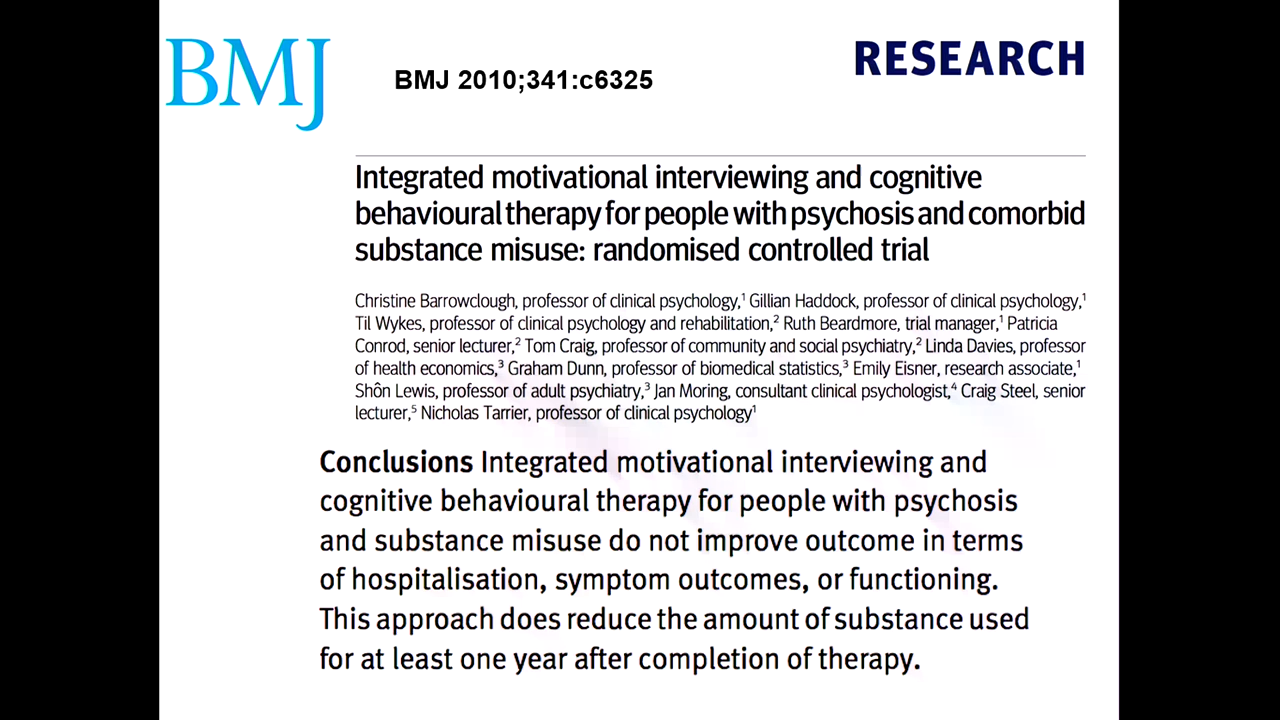 BMJ
BMJ 2010;341:c6325
RESEARCH
Integrated motivational interviewing and cognitive
behavioural therapy for people with psychosis and comorbid
substance misuse: randomised controlled trial
Christine Barrowclough, professor of clinical psychology,¹ Gillian Haddock, professor of clinical psychology,¹
Til Wykes, professor of clinical psychology and rehabilitation,² Ruth Beardmore, trial manager,¹ Patricia
Conrod, senior lecturer,² Tom Craig, professor of community and social psychiatry,² Linda Davies, professor
of health economics,³ Graham Dunn, professor of biomedical statistics,³ Emily Eisner, research associate,¹
Shôn Lewis, professor of adult psychiatry,³ Jan Moring, consultant clinical psychologist,⁴ Craig Steel, senior
lecturer,⁵ Nicholas Tarrier, professor of clinical psychology¹
Conclusions Integrated motivational interviewing and
cognitive behavioural therapy for people with psychosis
and substance misuse do not improve outcome in terms
of hospitalisation, symptom outcomes, or functioning.
This approach does reduce the amount of substance used
for at least one year after completion of therapy.